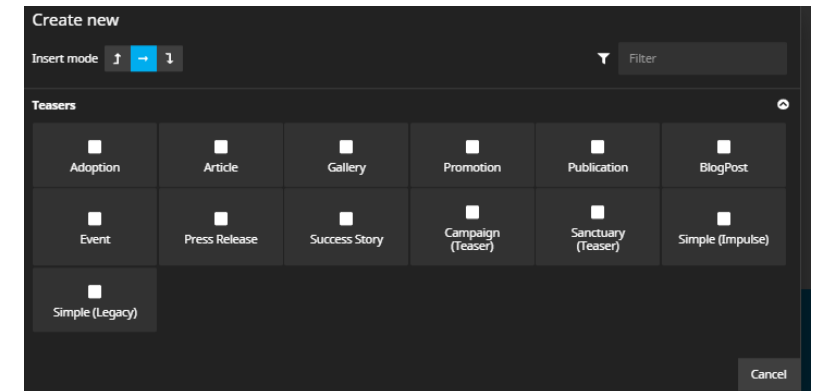 Create new
Insert mode
Filter
Teasers
Adoption
Article
Gallery
Promotion
Publication
BlogPost
Event
Press Release
Success Story
Campaign
(Teaser)
Sanctuary
(Teaser)
Simple (Impulse)
Simple (Legacy)
Cancel